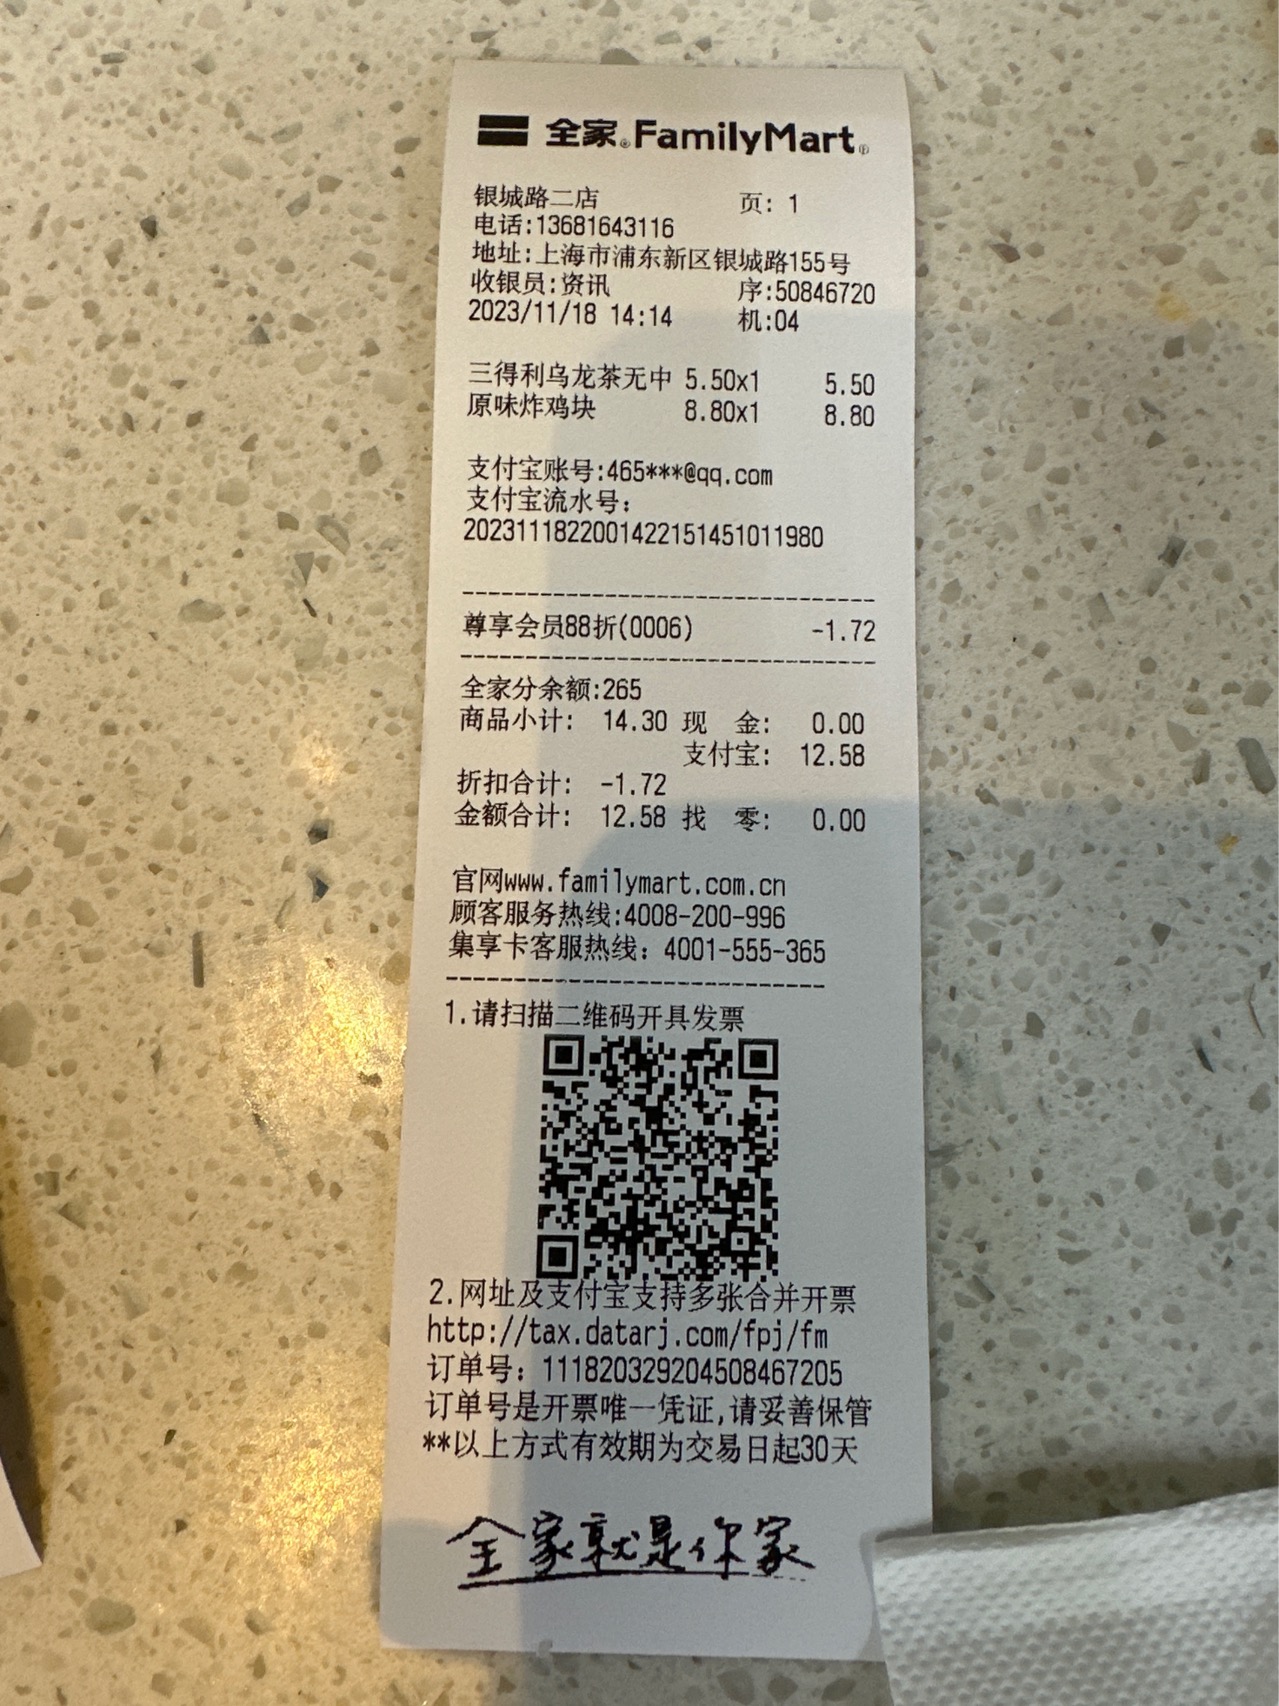 全家®FamilyMart®
银城路二店 页: 1
电话:13681643116
地址:上海市浦东新区银城路155号
收银员:资讯 序:50846720
2023/11/18 14:14 机:04
三得利乌龙茶无中 5.50x1 5.50
原味炸鸡块 8.80x1 8.80
支付宝账号:465***@qq.com
支付宝流水号:
2023111822001422151451011980
尊享会员88折(0006) -1.72
全家分余额:265
商品小计: 14.30 现 金: 0.00
支付宝: 12.58
折扣合计: -1.72
金额合计: 12.58 找 零: 0.00
官网www.familymart.com.cn
顾客服务热线:4008-200-996
集享卡客服热线: 4001-555-365
1.请扫描二维码开具发票
2.网址及支付宝支持多张合并开票
http://tax.datarj.com/fpj/fm
订单号: 111820329204508467205
订单号是开票唯一凭证,请妥善保管
**以上方式有效期为交易日起30天
全家就是你家